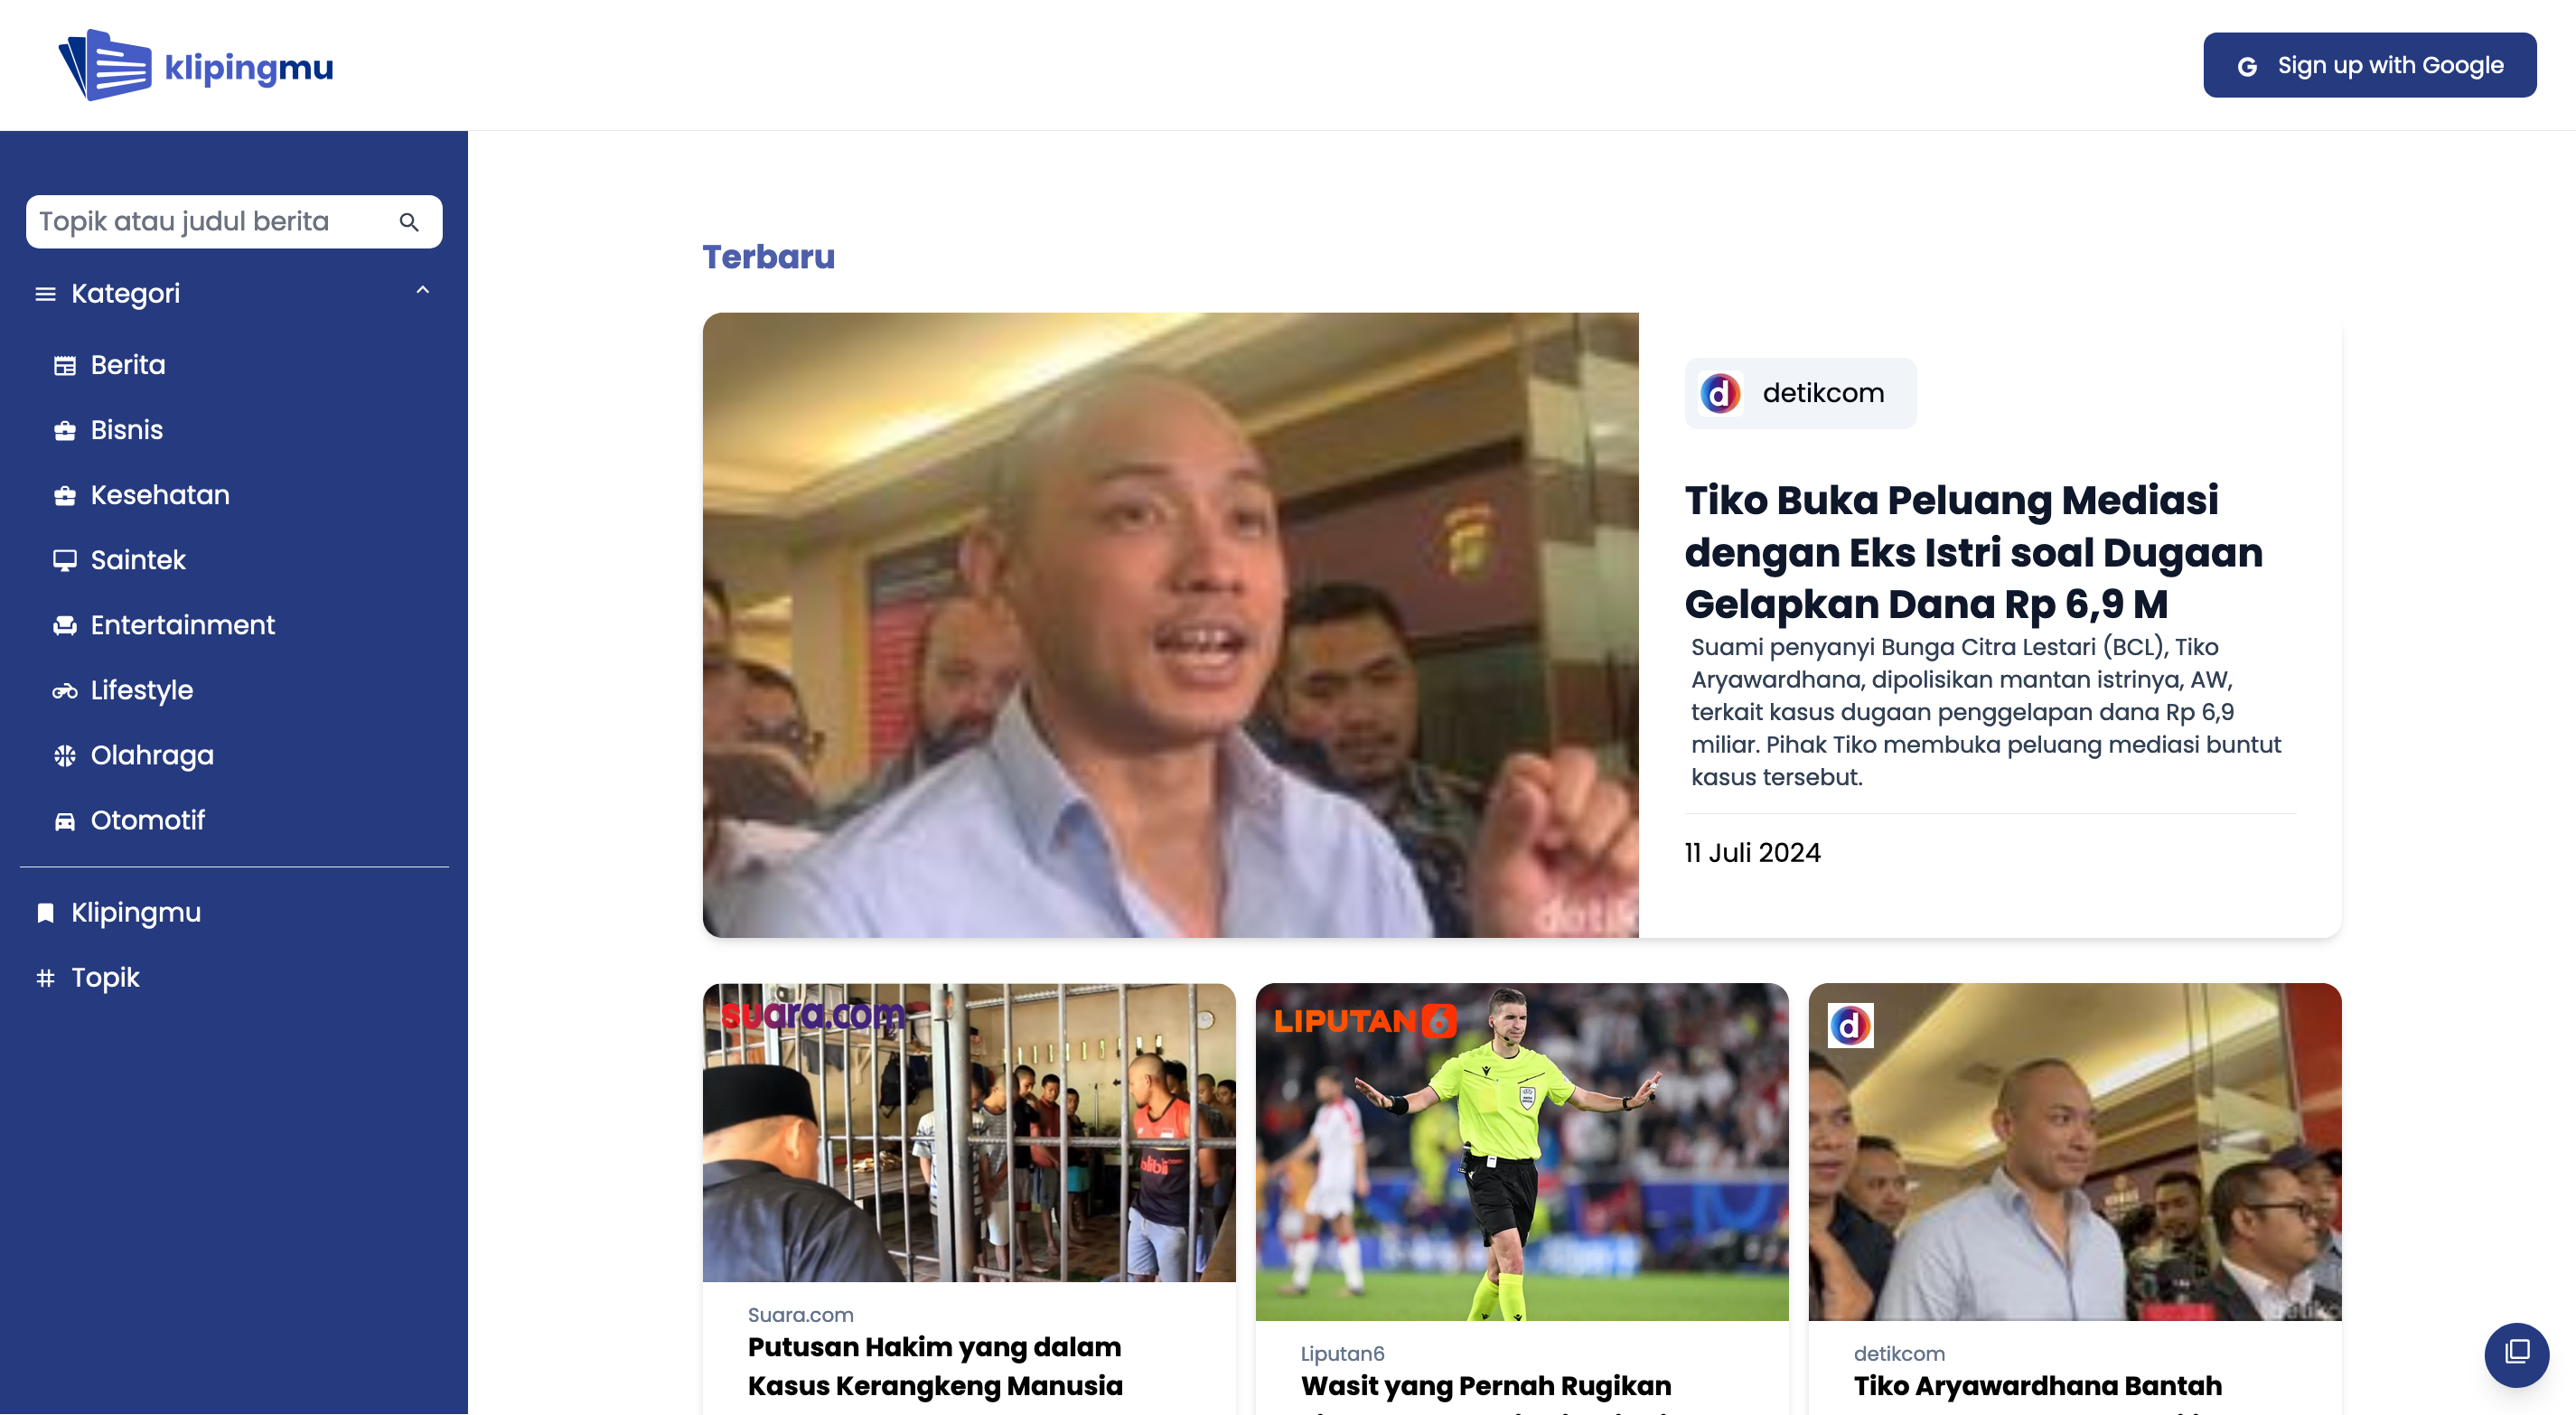 klipingmu
G Sign up with Google
Topik atau judul berita
Kategori
Berita
Bisnis
Kesehatan
Saintek
Entertainment
Lifestyle
Olahraga
Otomotif
Klipingmu
# Topik
Terbaru
d detikcom
Tiko Buka Peluang Mediasi
dengan Eks Istri soal Dugaan
Gelapkan Dana Rp 6,9 M
Suami penyanyi Bunga Citra Lestari (BCL), Tiko
Aryawardhana, dipolisikan mantan istrinya, AW,
terkait kasus dugaan penggelapan dana Rp 6,9
miliar. Pihak Tiko membuka peluang mediasi buntut
kasus tersebut.
11 Juli 2024
detik
suara.com
blibli
Suara.com
Putusan Hakim yang dalam
Kasus Kerangkeng Manusia
LIPUTAN6
Liputan6
Wasit yang Pernah Rugikan
d
detikcom
Tiko Aryawardhana Bantah